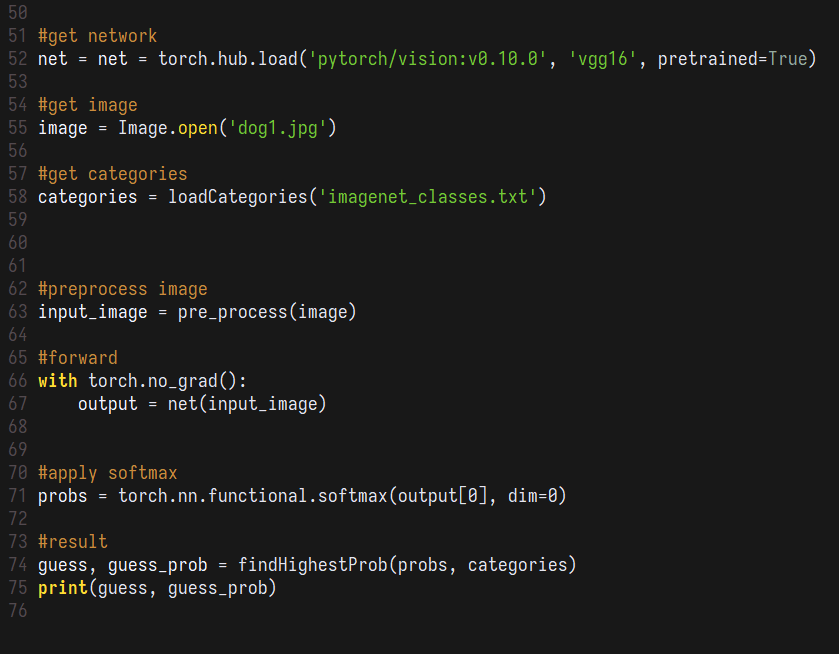 50
51 #get network
52 net = net = torch.hub.load('pytorch/vision:v0.10.0', 'vgg16', pretrained=True)
53
54 #get image
55 image = Image.open('dog1.jpg')
56
57 #get categories
58 categories = loadCategories('imagenet_classes.txt')
59
60
61
62 #preprocess image
63 input_image = pre_process(image)
64
65 #forward
66 with torch.no_grad():
67     output = net(input_image)
68
69
70 #apply softmax
71 probs = torch.nn.functional.softmax(output[0], dim=0)
72
73 #result
74 guess, guess_prob = findHighestProb(probs, categories)
75 print(guess, guess_prob)
76